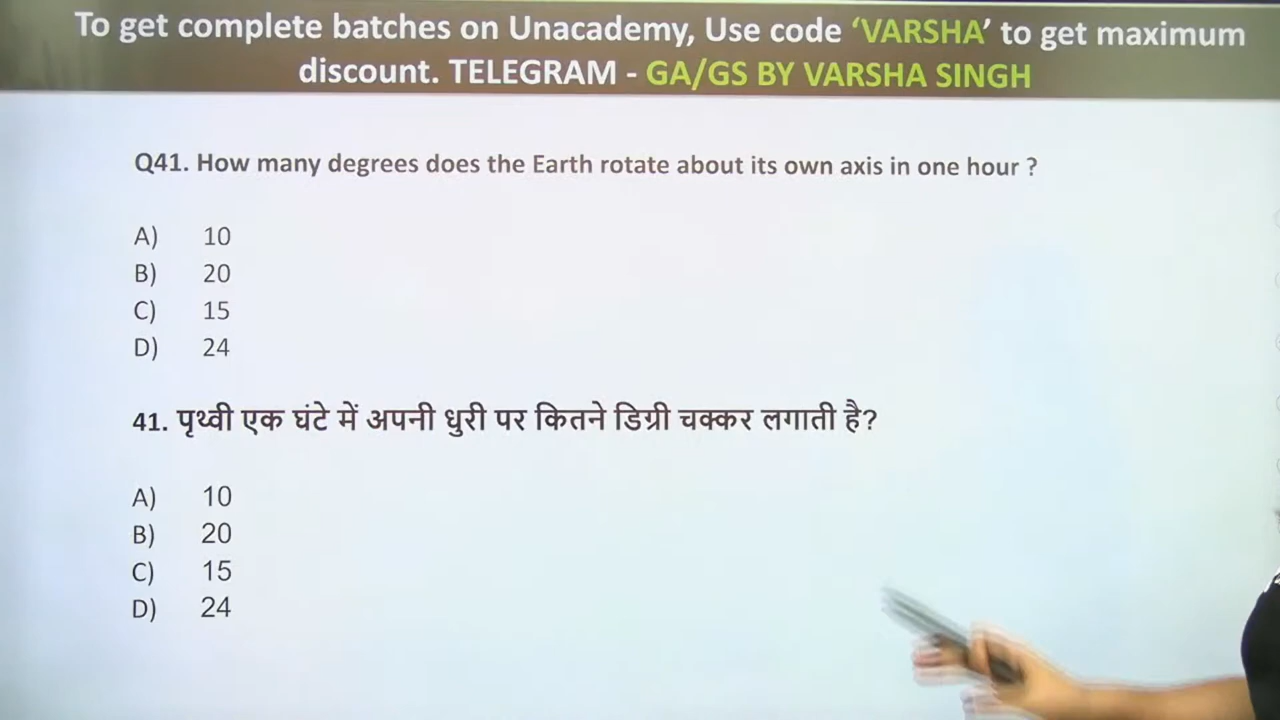 To get complete batches on Unacademy, Use code ‘VARSHA’ to get maximum
discount. TELEGRAM - GA/GS BY VARSHA SINGH
Q41. How many degrees does the Earth rotate about its own axis in one hour ?
A) 10
B) 20
C) 15
D) 24
41. पृथ्वी एक घंटे में अपनी धुरी पर कितने डिग्री चक्कर लगाती है?
A) 10
B) 20
C) 15
D) 24